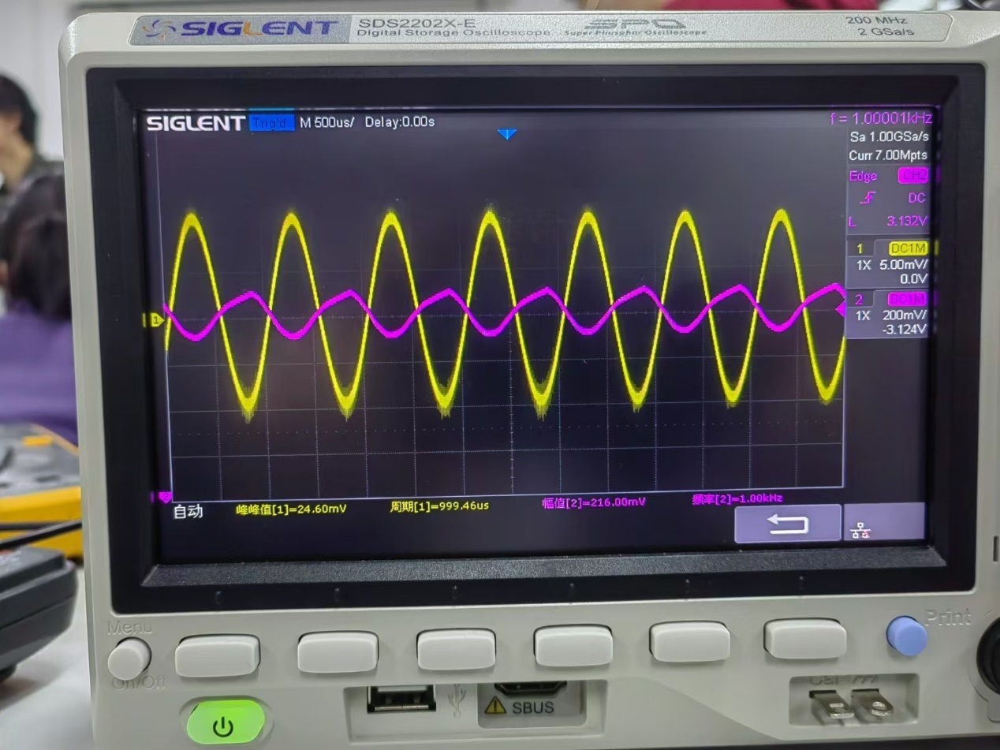 SIGLENT SDS2202X-E
Digital Storage Oscilloscope SPO
Super Phosphor Oscilloscope
200 MHz
2 GSa/s
SIGLENT Trig'd M 500us/ Delay:0.00s
f = 1.00001kHz
Sa 1.00GSa/s
Curr 7.00Mpts
Edge CH2
DC
L 3.132V
1 DC1M
1X 5.00mV/
0.0V
2 DC1M
1X 200mV/
-3.124V
1
2
自动 峰峰值[1]=24.60mV 周期[1]=999.46us 幅值[2]=216.00mV 频率[2]=1.00kHz
Menu
On/Off
Print
SBUS
Cal